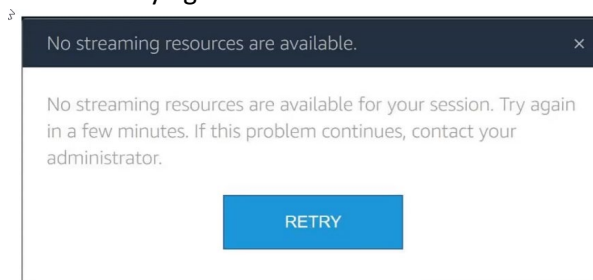 No streaming resources are available.
No streaming resources are available for your session. Try again
in a few minutes. If this problem continues, contact your
administrator.
RETRY